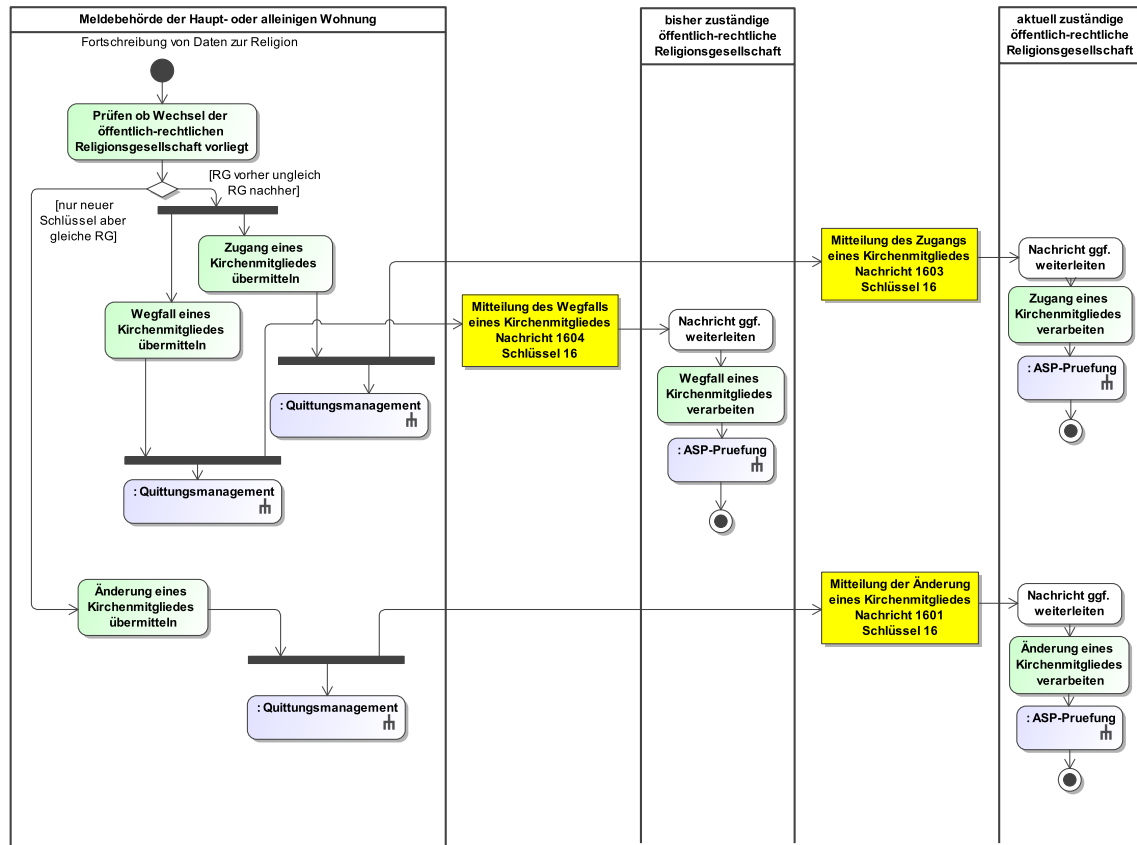 Meldebehörde der Haupt- oder alleinigen Wohnung
bisher zuständige
öffentlich-rechtliche
Religionsgesellschaft
aktuell zuständige
öffentlich-rechtliche
Religionsgesellschaft
Fortschreibung von Daten zur Religion
Prüfen ob Wechsel der
öffentlich-rechtlichen
Religionsgesellschaft vorliegt
[RG vorher ungleich
RG nachher]
[nur neuer
Schlüssel aber
gleiche RG]
Zugang eines
Kirchenmitgliedes
übermitteln
Wegfall eines
Kirchenmitgliedes
übermitteln
: Quittungsmanagement
: Quittungsmanagement
Mitteilung des Wegfalls
eines Kirchenmitgliedes
Nachricht 1604
Schlüssel 16
Nachricht ggf.
weiterleiten
Wegfall eines
Kirchenmitgliedes
verarbeiten
: ASP-Pruefung
Mitteilung des Zugangs
eines Kirchenmitgliedes
Nachricht 1603
Schlüssel 16
Nachricht ggf.
weiterleiten
Zugang eines
Kirchenmitgliedes
verarbeiten
: ASP-Pruefung
Änderung eines
Kirchenmitgliedes
übermitteln
: Quittungsmanagement
Mitteilung der Änderung
eines Kirchenmitgliedes
Nachricht 1601
Schlüssel 16
Nachricht ggf.
weiterleiten
Änderung eines
Kirchenmitgliedes
verarbeiten
: ASP-Pruefung